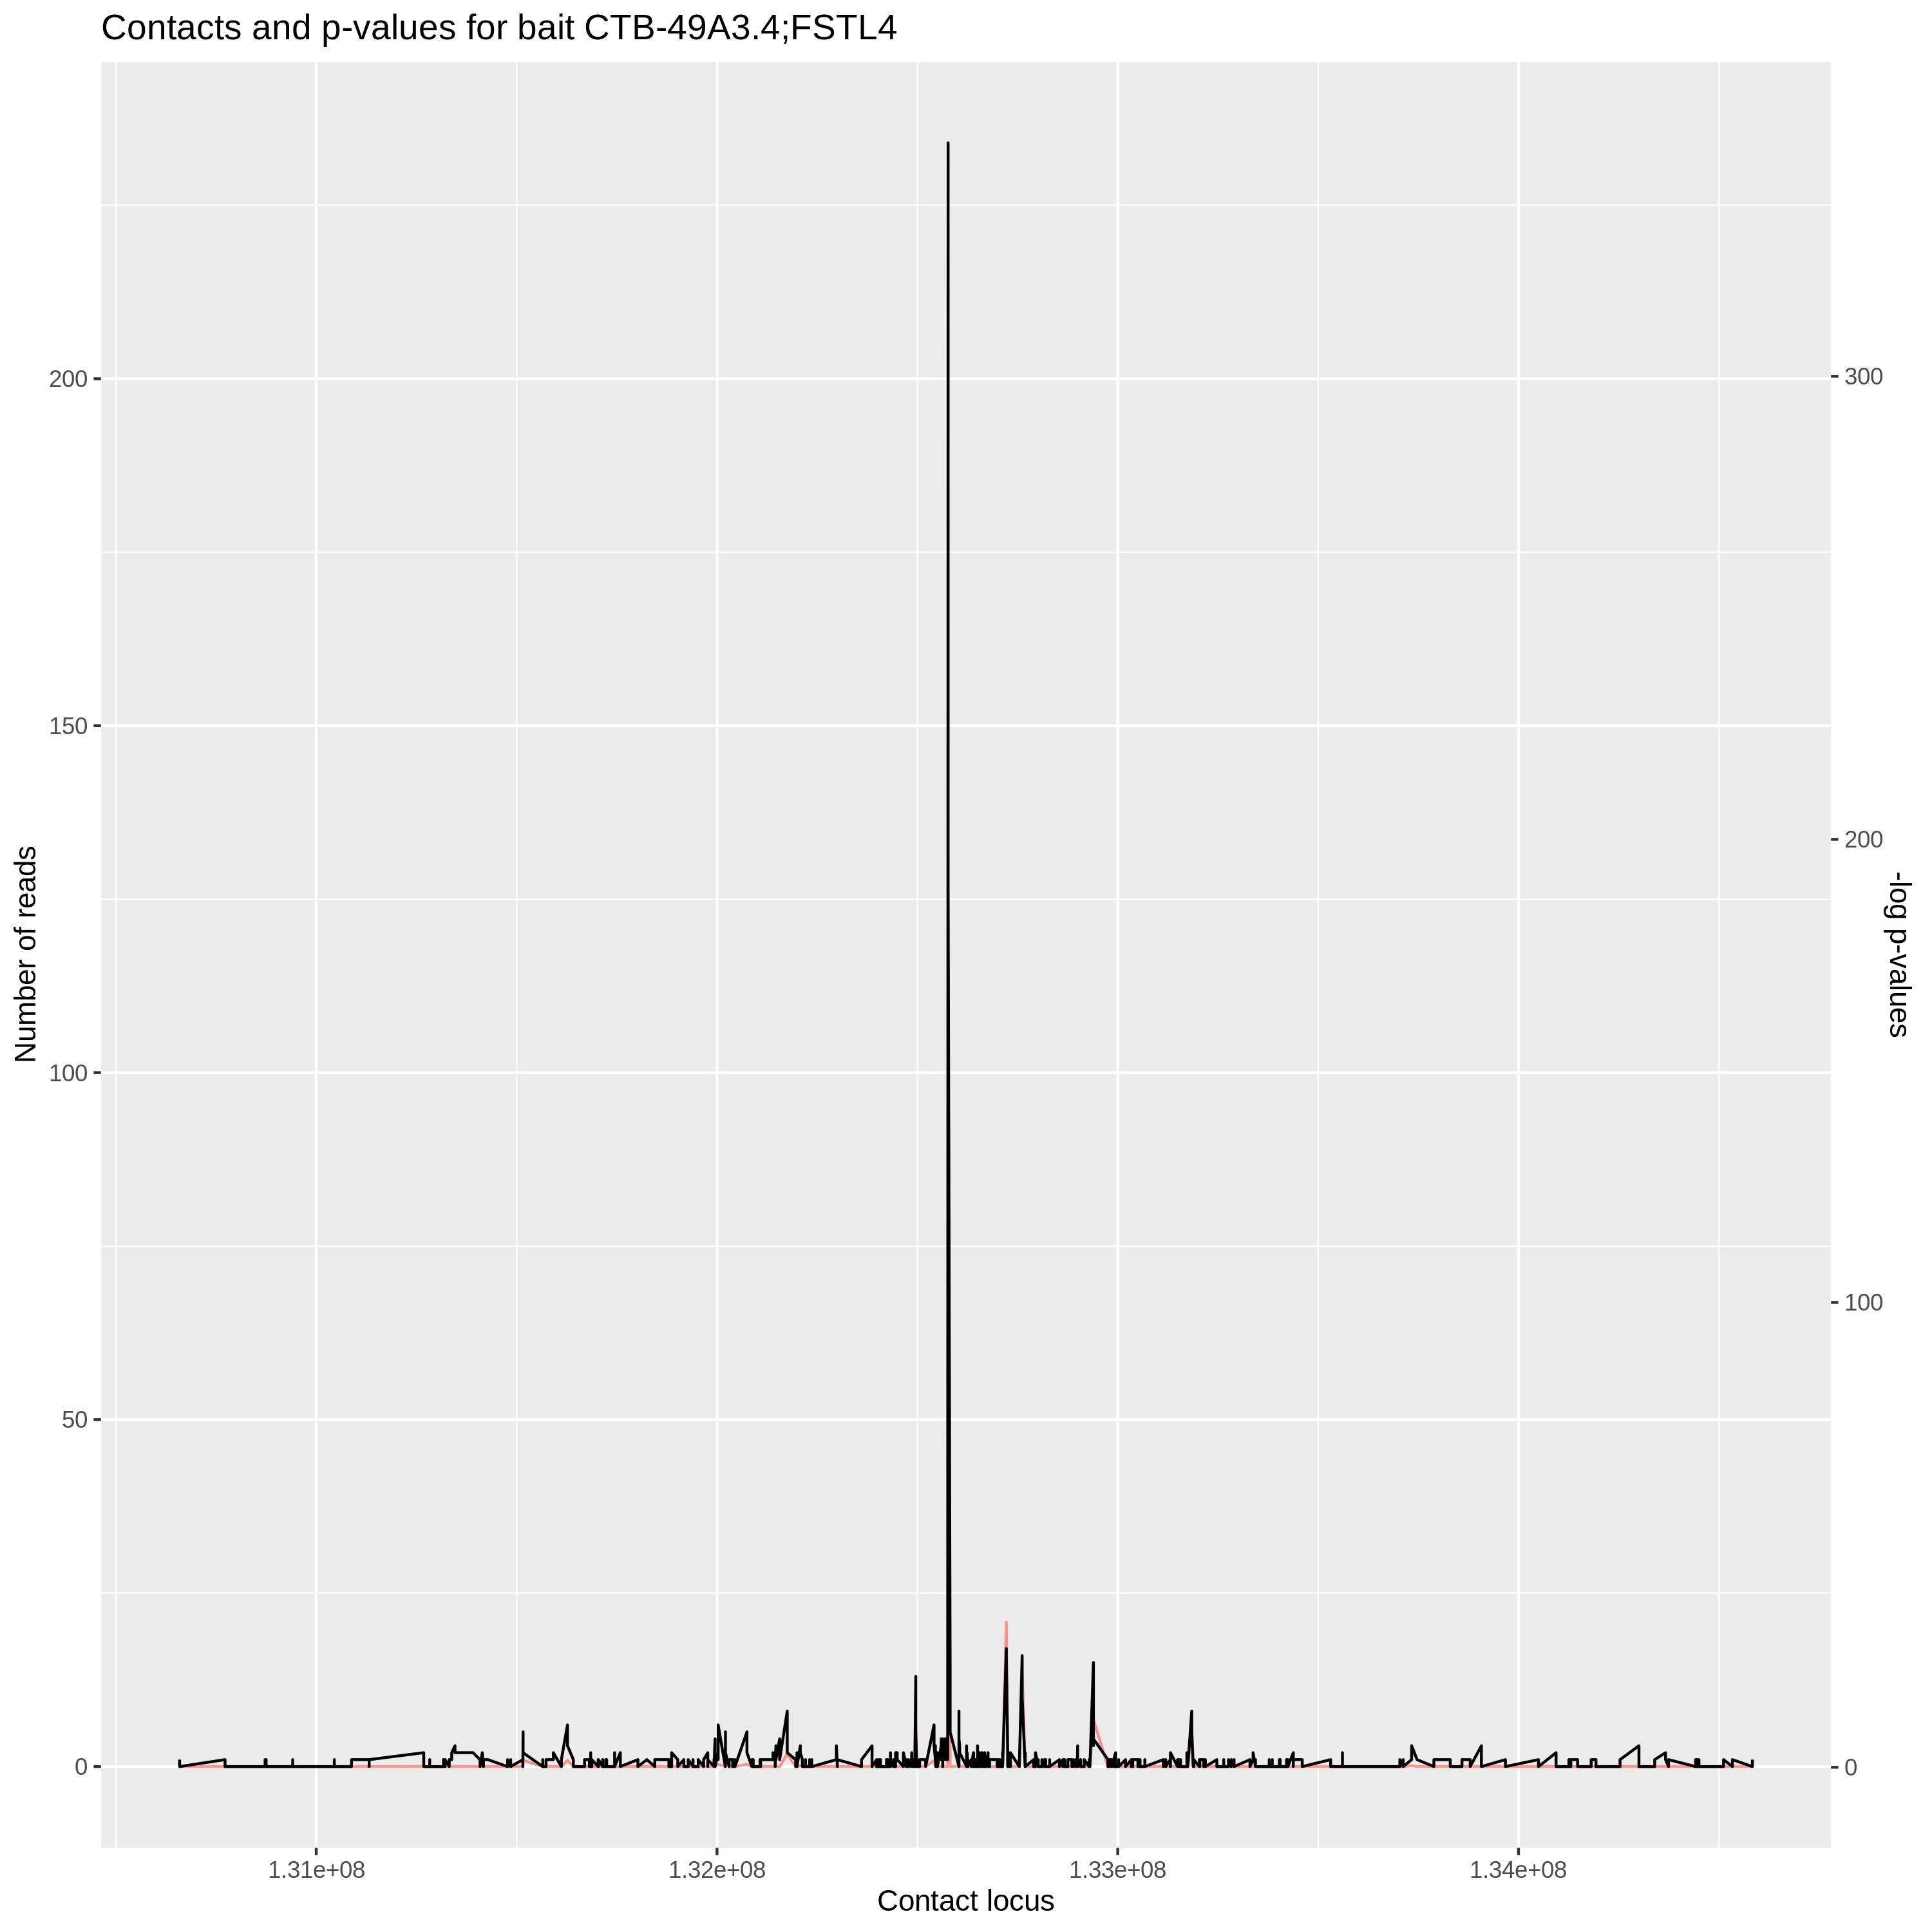 Contacts and p-values for bait CTB-49A3.4;FSTL4
Number of reads
200
150
100
50
0
300
200
100
0
-log p-values
1.31e+08 1.32e+08 1.33e+08 1.34e+08
Contact locus